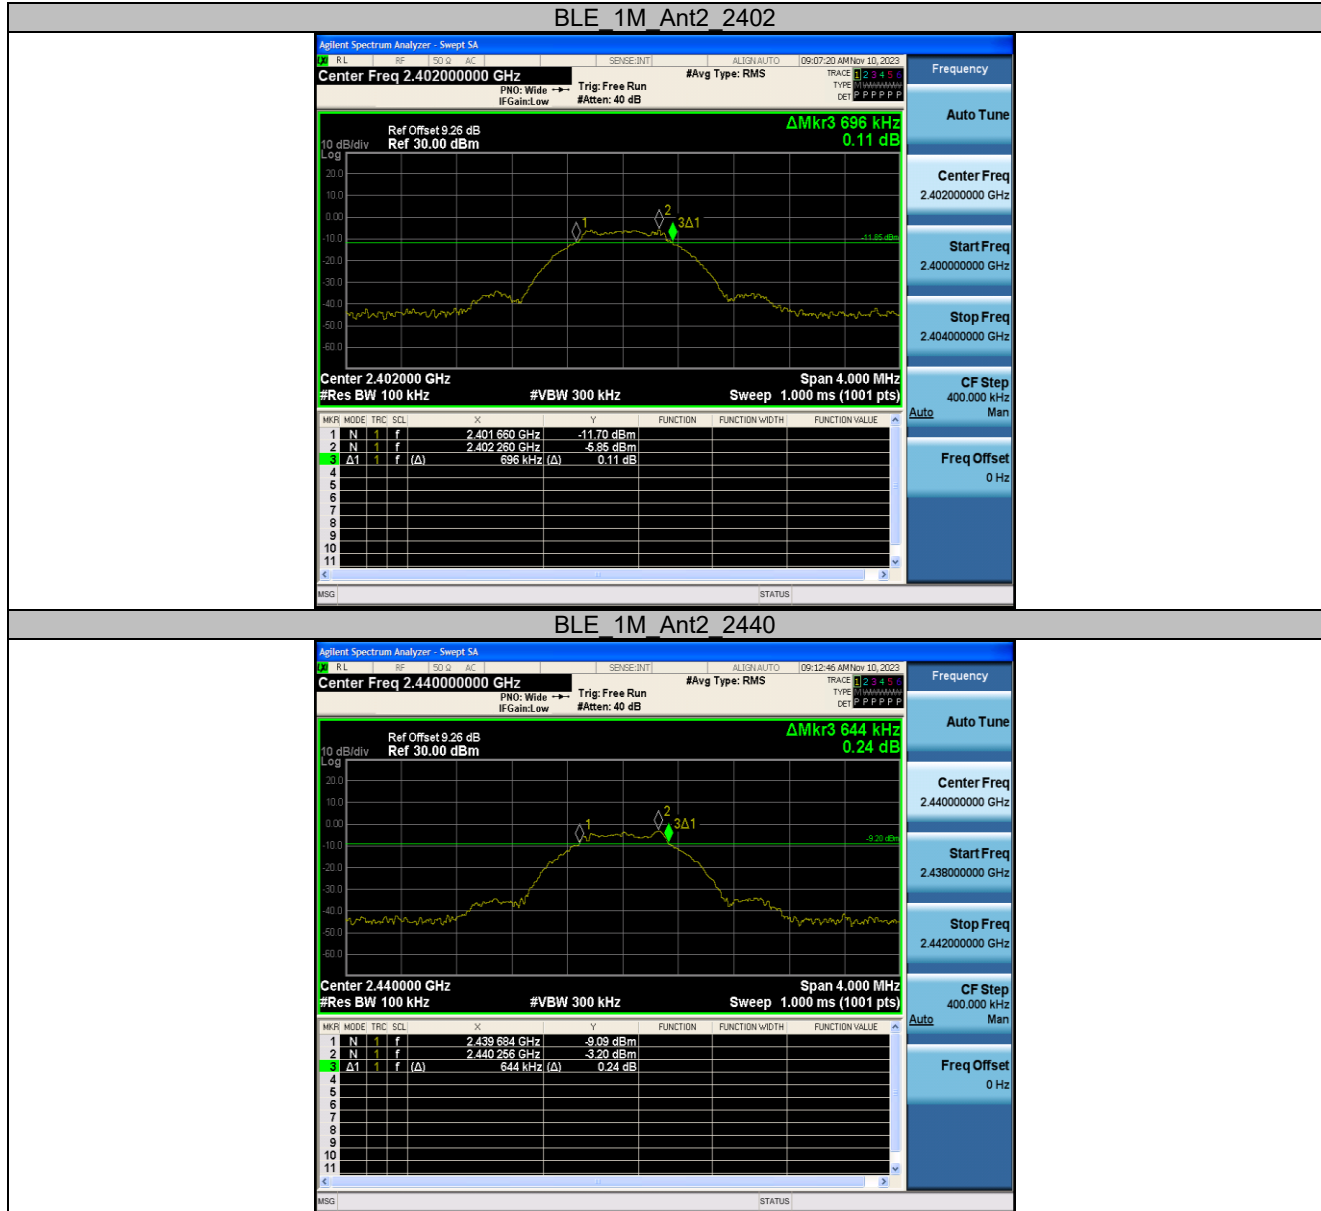 BLE_1M_Ant2_2402
Agilent Spectrum Analyzer - Swept SA
RL RF 50 Ω AC SENSE:INT ALIGN AUTO 09:07:20 AM Nov 10, 2023
Center Freq 2.402000000 GHz #Avg Type: RMS TRACE 1 2 3 4 5 6
PNO: Wide Trig: Free Run TYPE M WWWWW
IFGain:Low #Atten: 40 dB DET P P P P P P
Frequency
Auto Tune
Center Freq
2.402000000 GHz
Start Freq
2.400000000 GHz
Stop Freq
2.404000000 GHz
CF Step
400.000 kHz
Auto Man
Freq Offset
0 Hz
ΔMkr3 696 kHz
0.11 dB
Ref Offset 9.26 dB
10 dB/div Ref 30.00 dBm
Log
20.0
10.0
0.00
-10.0
-20.0
-30.0
-40.0
-50.0
-60.0
1
2
3Δ1
-11.85 dBm
Center 2.402000 GHz Span 4.000 MHz
#Res BW 100 kHz #VBW 300 kHz Sweep 1.000 ms (1001 pts)
MKR MODE TRC SCL X Y FUNCTION FUNCTION WIDTH FUNCTION VALUE
1 N 1 f 2.401 660 GHz -11.70 dBm
2 N 1 f 2.402 260 GHz -5.85 dBm
3 Δ1 1 f (Δ) 696 kHz (Δ) 0.11 dB
4
5
6
7
8
9
10
11
MSG STATUS
BLE_1M_Ant2_2440
Agilent Spectrum Analyzer - Swept SA
RL RF 50 Ω AC SENSE:INT ALIGN AUTO 09:12:46 AM Nov 10, 2023
Center Freq 2.440000000 GHz #Avg Type: RMS TRACE 1 2 3 4 5 6
PNO: Wide Trig: Free Run TYPE M WWWWW
IFGain:Low #Atten: 40 dB DET P P P P P P
Frequency
Auto Tune
Center Freq
2.440000000 GHz
Start Freq
2.438000000 GHz
Stop Freq
2.442000000 GHz
CF Step
400.000 kHz
Auto Man
Freq Offset
0 Hz
ΔMkr3 644 kHz
0.24 dB
Ref Offset 9.26 dB
10 dB/div Ref 30.00 dBm
Log
20.0
10.0
0.00
-10.0
-20.0
-30.0
-40.0
-50.0
-60.0
1
2
3Δ1
-9.20 dBm
Center 2.440000 GHz Span 4.000 MHz
#Res BW 100 kHz #VBW 300 kHz Sweep 1.000 ms (1001 pts)
MKR MODE TRC SCL X Y FUNCTION FUNCTION WIDTH FUNCTION VALUE
1 N 1 f 2.439 684 GHz -9.09 dBm
2 N 1 f 2.440 256 GHz -3.20 dBm
3 Δ1 1 f (Δ) 644 kHz (Δ) 0.24 dB
4
5
6
7
8
9
10
11
MSG STATUS